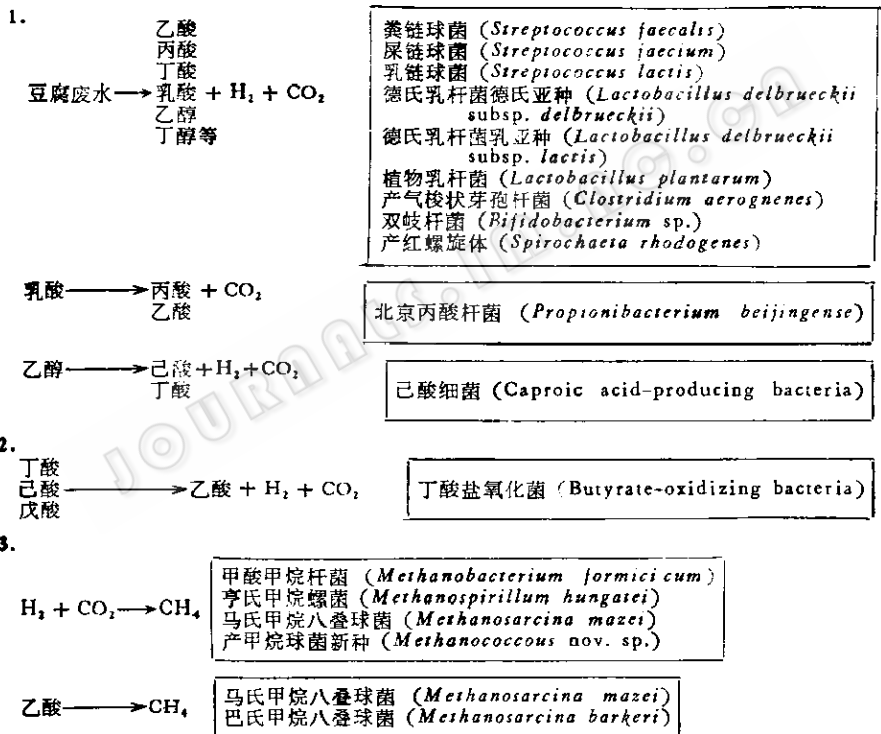 1.
乙酸
丙酸
丁酸
豆腐废水→乳酸 + H₂ + CO₂
乙醇
丁醇等
粪链球菌 (Streptococcus faecalis)
屎链球菌 (Streptococcus faecium)
乳链球菌 (Streptococcus lactis)
德氏乳杆菌德氏亚种 (Lactobacillus delbrueckii
subsp. delbrueckii)
德氏乳杆菌乳亚种 (Lactobacillus delbrueckii
subsp. lactis)
植物乳杆菌 (Lactobacillus plantarum)
产气梭状芽孢杆菌 (Clostridium aerognenes)
双歧杆菌 (Bifidobacterium sp.)
产红螺旋体 (Spirochaeta rhodogenes)
乳酸→丙酸 + CO₂
乙酸
北京丙酸杆菌 (Propionibacterium beijingense)
乙醇→己酸+H₂+CO₂
丁酸
己酸细菌 (Caproic acid-producing bacteria)
2.
丁酸
己酸→乙酸 + H₂ + CO₂
戊酸
丁酸盐氧化菌 (Butyrate-oxidizing bacteria)
3.
H₂ + CO₂→CH₄
甲酸甲烷杆菌 (Methanobacterium formicicum)
亨氏甲烷螺菌 (Methanospirillum hungatei)
马氏甲烷八叠球菌 (Methanosarcina mazei)
产甲烷球菌新种 (Methanococcous nov. sp.)
乙酸→CH₄
马氏甲烷八叠球菌 (Methanosarcina mazei)
巴氏甲烷八叠球菌 (Methanosarcina barkeri)
JOURNALS.IM.AC.CN